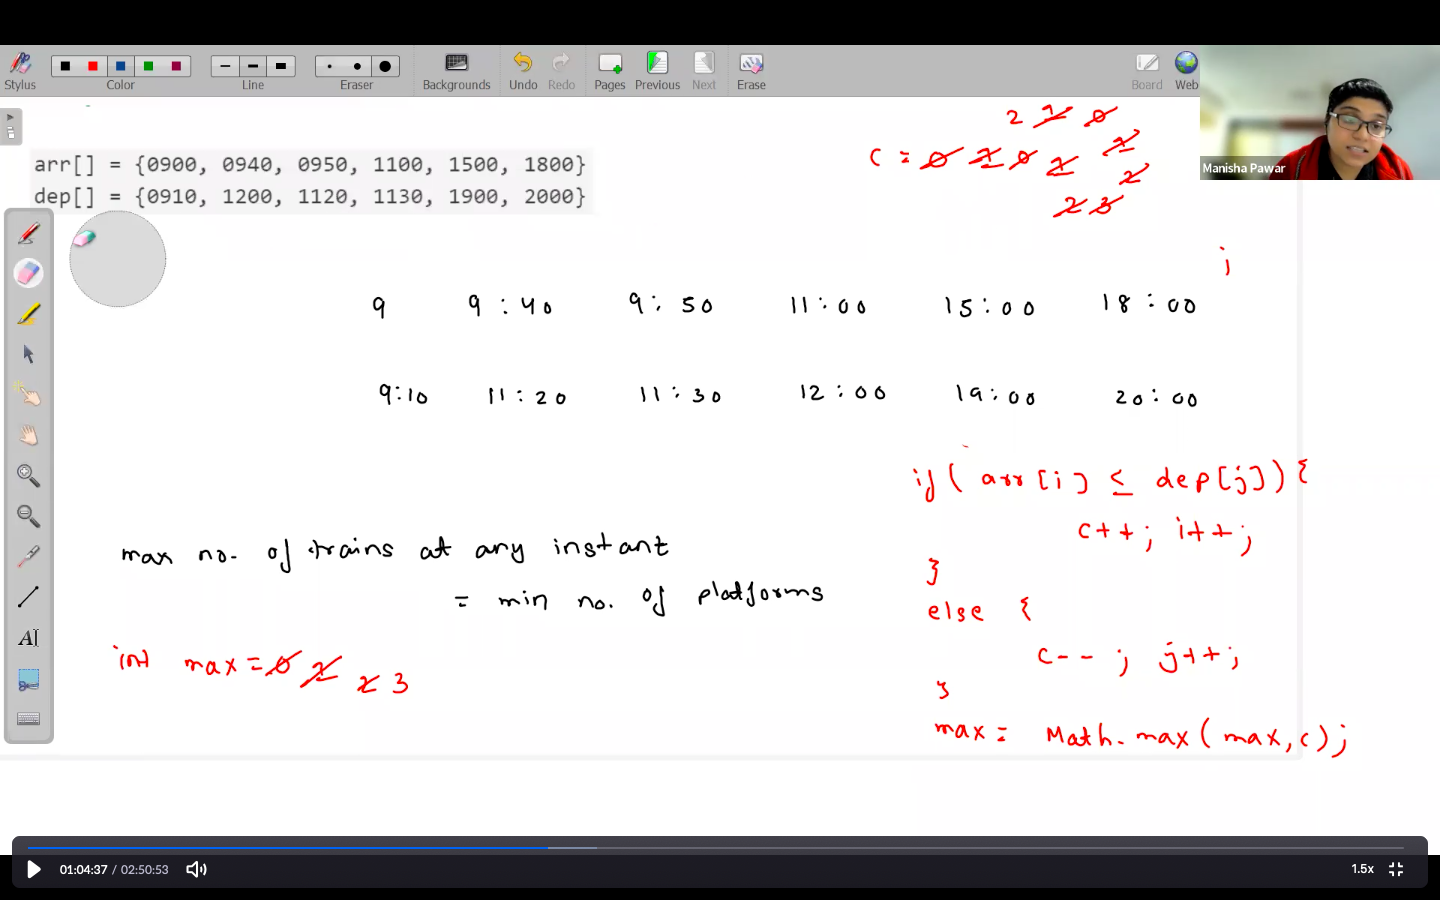 Stylus
Color
Line
Eraser
Backgrounds
Undo
Redo
Pages
Previous
Next
Erase
Board
Web
Manisha Pawar
2 1 0
c = 0 1 0 1 2
2
2 3
arr[] = {0900, 0940, 0950, 1100, 1500, 1800}
dep[] = {0910, 1200, 1120, 1130, 1900, 2000}
i
9 9:40 9:50 11:00 15:00 18:00
9:10 11:20 11:30 12:00 19:00 20:00
if( arr[i] ≤ dep[j]) {
c++; i++;
}
else {
c--; j++;
}
max = Math.max(max,c);
max no. of trains at any instant
= min no. of platforms
int max = 0 1 2 3
AI
01:04:37 / 02:50:53
1.5x